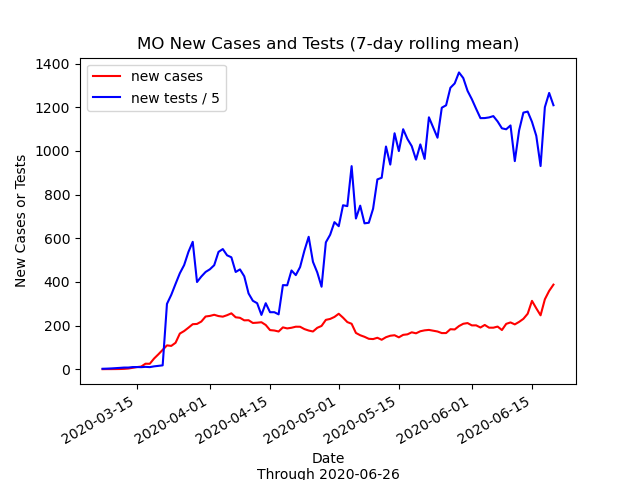 MO New Cases and Tests (7-day rolling mean)
new cases
new tests / 5
New Cases or Tests
1400
1200
1000
800
600
400
200
0
2020-03-15
2020-04-01
2020-04-15
2020-05-01
2020-05-15
2020-06-01
2020-06-15
Date
Through 2020-06-26